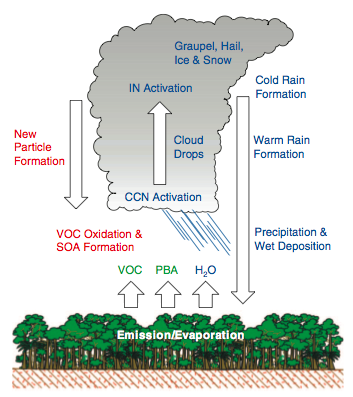 Graupel, Hail,
Ice & Snow
IN Activation
Cold Rain
Formation
New
Particle
Formation
Cloud
Drops
Warm Rain
Formation
CCN Activation
VOC Oxidation &
SOA Formation
Precipitation &
Wet Deposition
VOC PBA H₂O
Emission/Evaporation